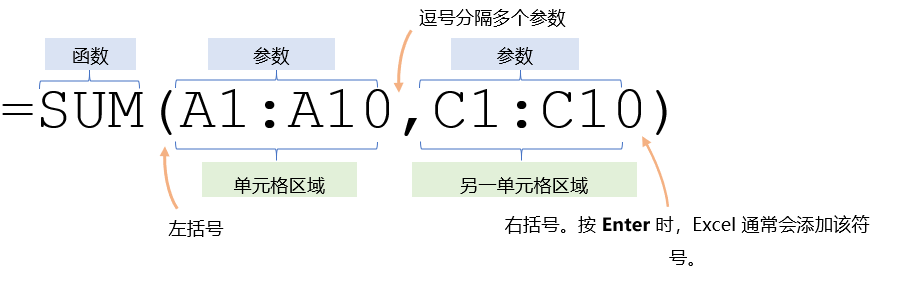 逗号分隔多个参数
函数 参数 参数
=SUM(A1:A10,C1:C10)
单元格区域 另一单元格区域
左括号
右括号。按 Enter 时，Excel 通常会添加该符
号。